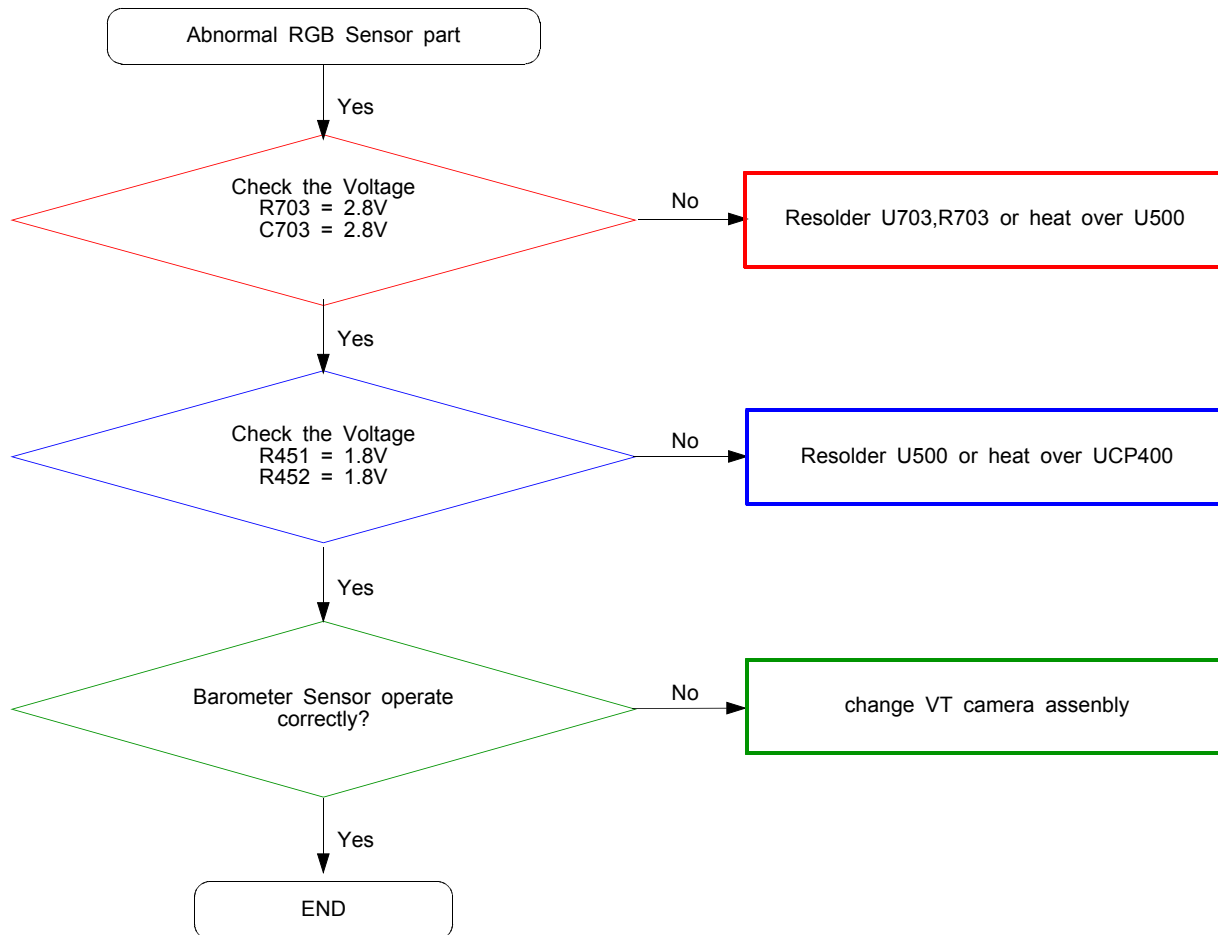 Abnormal RGB Sensor part
Yes
Check the Voltage
R703 = 2.8V
C703 = 2.8V
No
Resolder U703,R703 or heat over U500
Yes
Check the Voltage
R451 = 1.8V
R452 = 1.8V
No
Resolder U500 or heat over UCP400
Yes
Barometer Sensor operate
correctly?
No
change VT camera assenbly
Yes
END